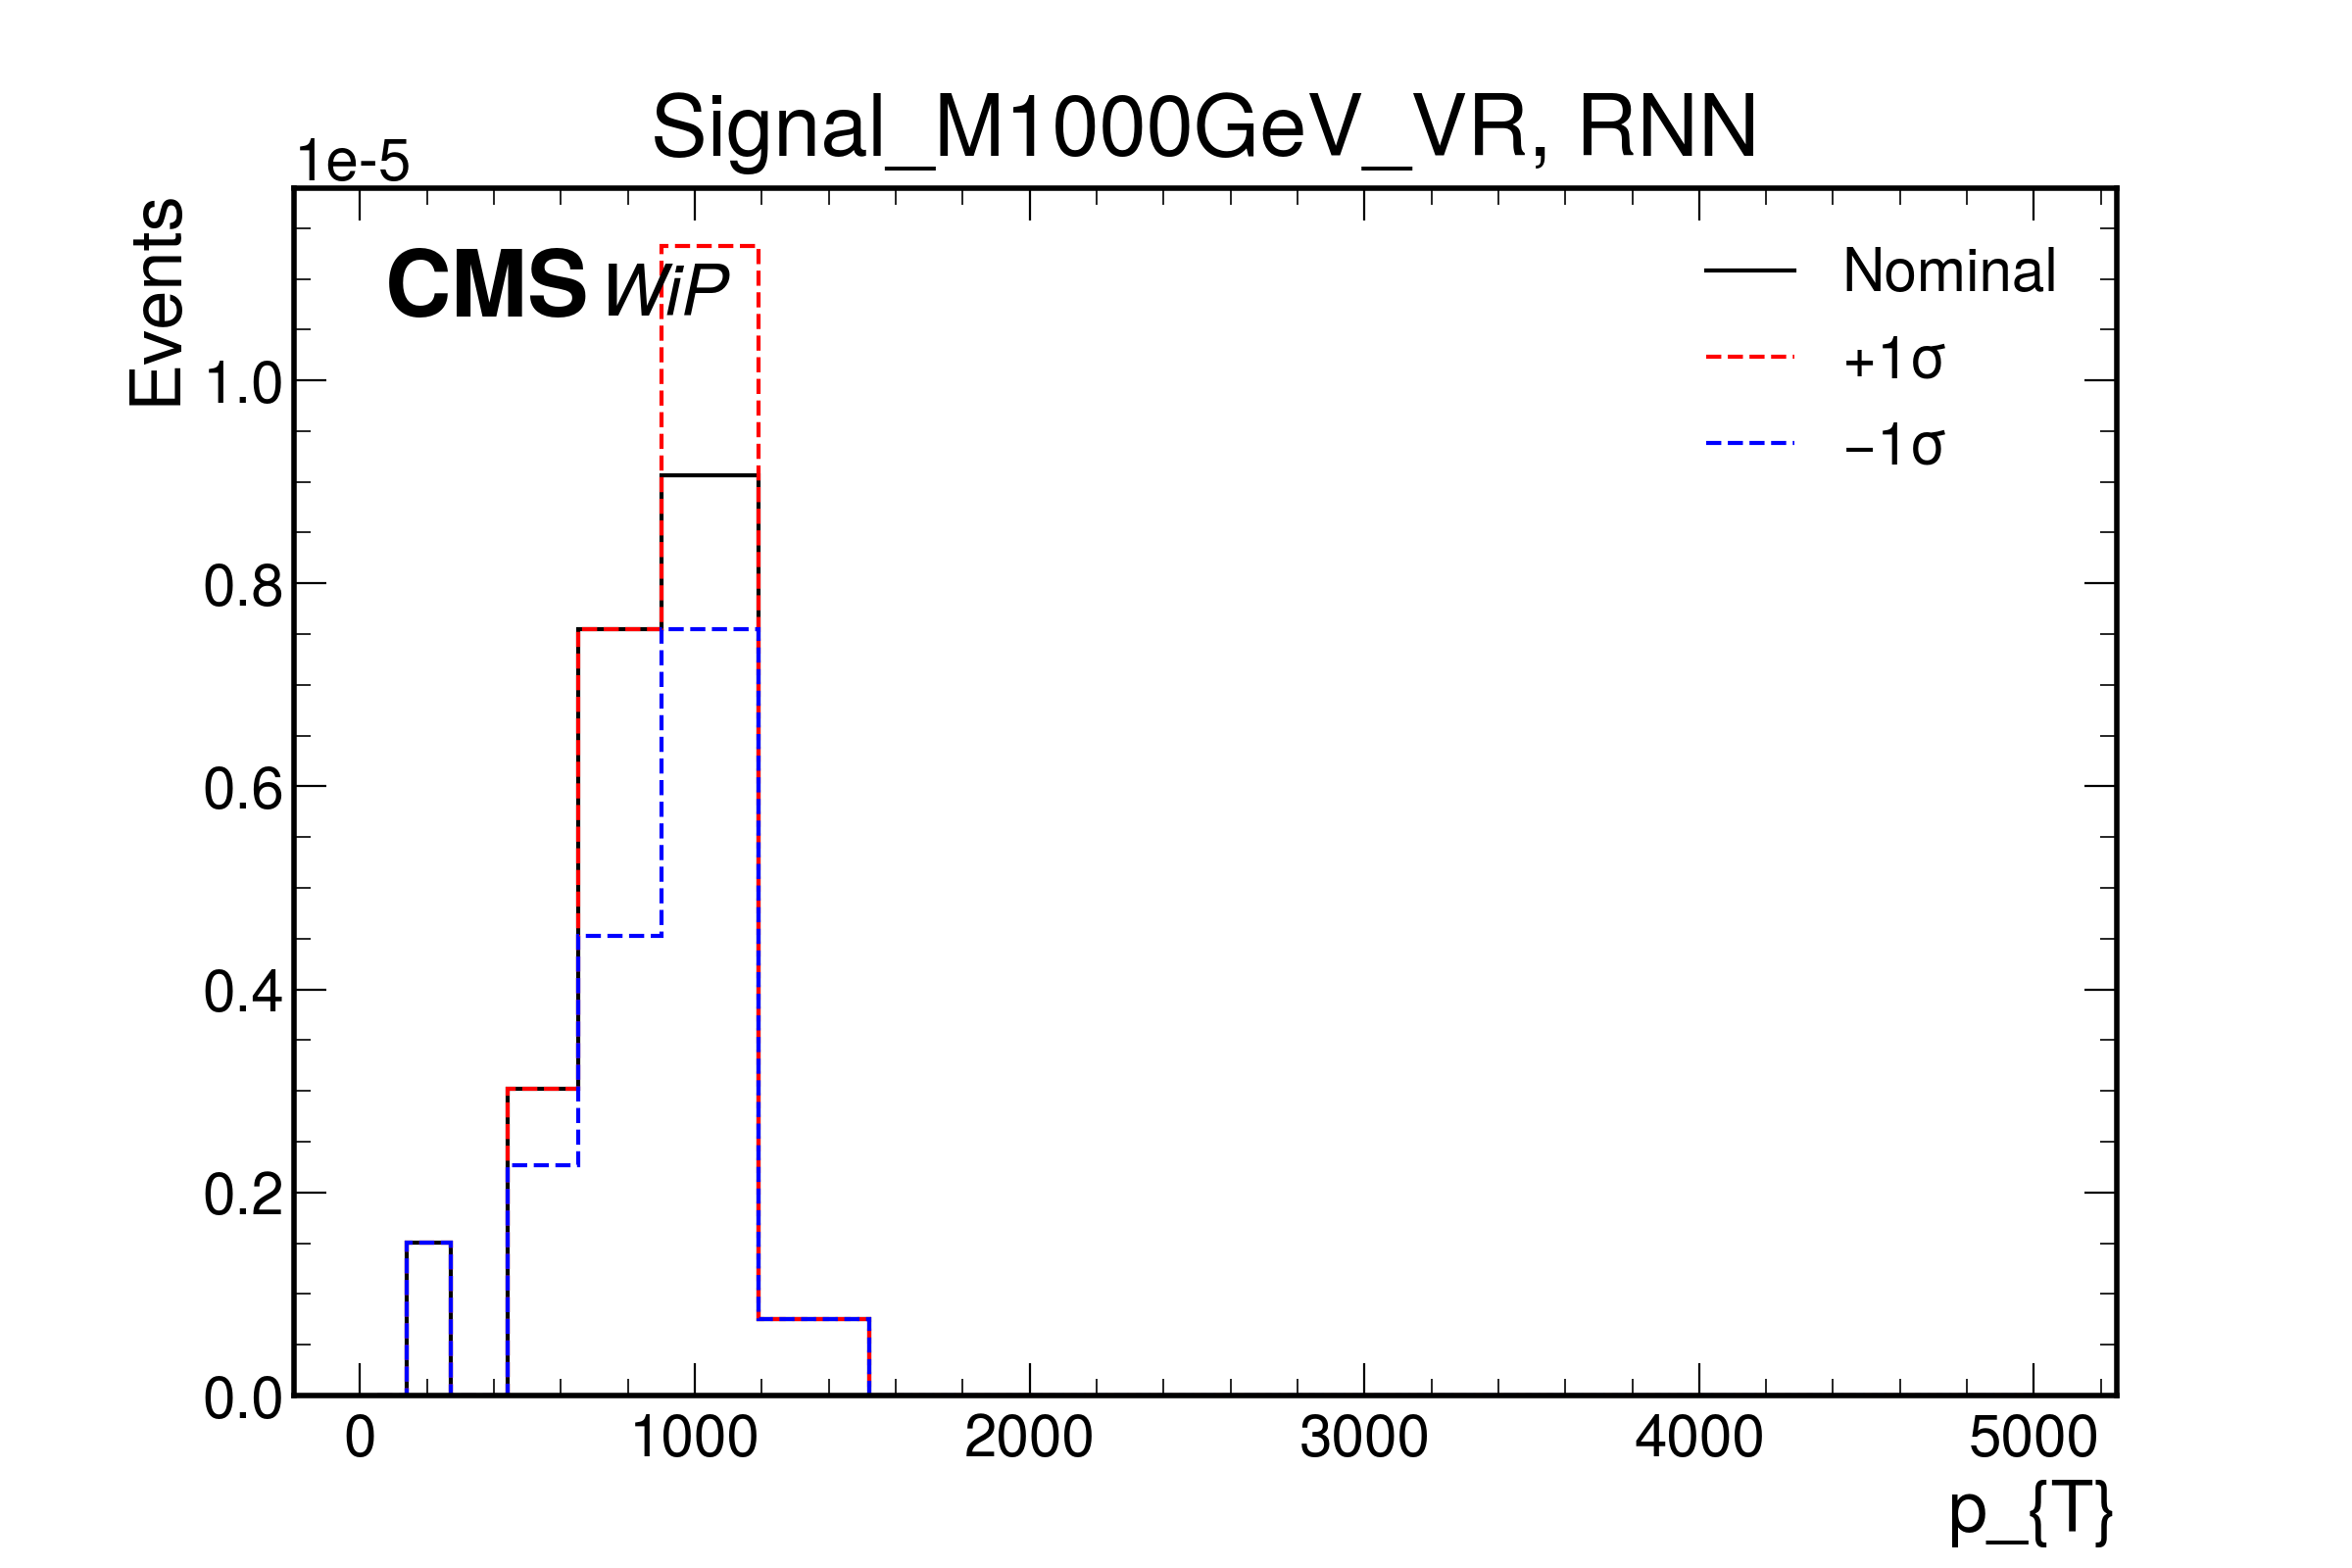 Signal_M1000GeV_VR, RNN
1e-5
Events
CMS WiP
Nominal
+1σ
−1σ
1.0
0.8
0.6
0.4
0.2
0.0
0 1000 2000 3000 4000 5000
p_{T}